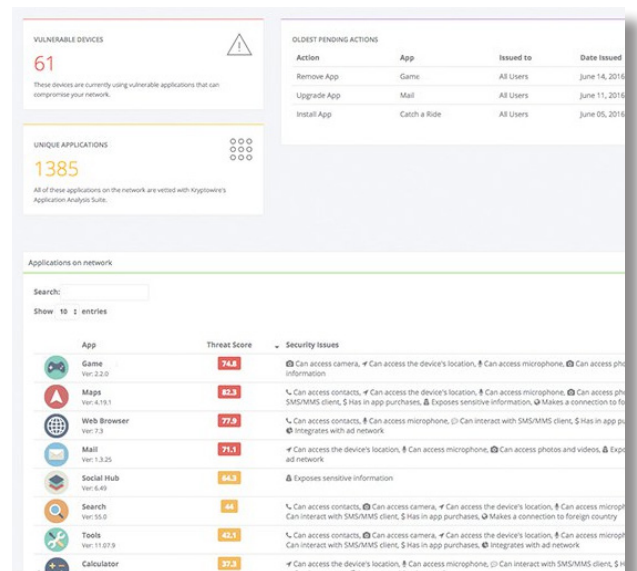 VULNERABLE DEVICES
61
These devices are currently using vulnerable applications that can
compromise your network.
OLDEST PENDING ACTIONS
Action App Issued to Date Issued
Remove App Game All Users June 14, 2016
Upgrade App Mail All Users June 11, 2016
Install App Catch a Ride All Users June 05, 2016
UNIQUE APPLICATIONS
1385
All of these applications on the network are vetted with Kryptowire's
Application Analysis Suite.
Applications on network
Search:
Show 10 entries
App Threat Score Security Issues
Game 74.8 Can access camera, Can access the device's location, Can access microphone, Can access pho
Ver: 2.2.0 information
Maps 82.3 Can access contacts, Can access the device's location, Can access microphone, Can access ph
Ver: 4.19.1 SMS/MMS client, $ Has in app purchases, Exposes sensitive information, Makes a connection to fo
Web Browser 77.9 Can access contacts, Can access microphone, Can interact with SMS/MMS client, $ Has in app pu
Ver: 7.3 Integrates with ad network
Mail 71.1 Can access the device's location, Can access microphone, Can access photos and videos, Expo
Ver: 1.3.25 ad network
Social Hub 64.3 Exposes sensitive information
Ver: 6.49
Search 44 Can access contacts, Can access camera, Can access the device's location, Can access microph
Ver: 55.0 Can interact with SMS/MMS client, $ Has in app purchases, Makes a connection to foreign country
Tools 42.1 Can access contacts, Can access camera, Can access the device's location, Can access microph
Ver: 11.07.9 Can interact with SMS/MMS client, $ Has in app purchases, Integrates with ad network
Calculator 37.3 Can access the device's location, Can access microphone, Can interact with SMS/MMS client, $ H